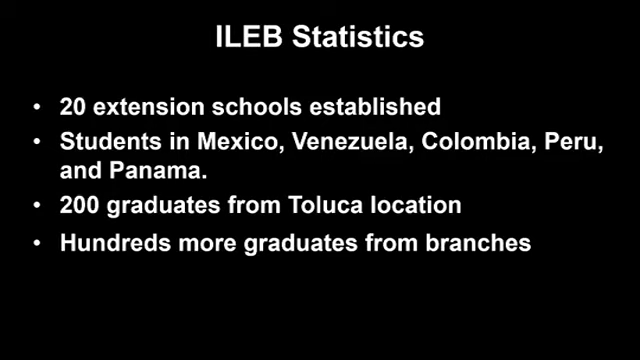 ILEB Statistics
• 20 extension schools established
• Students in Mexico, Venezuela, Colombia, Peru,
and Panama.
• 200 graduates from Toluca location
• Hundreds more graduates from branches